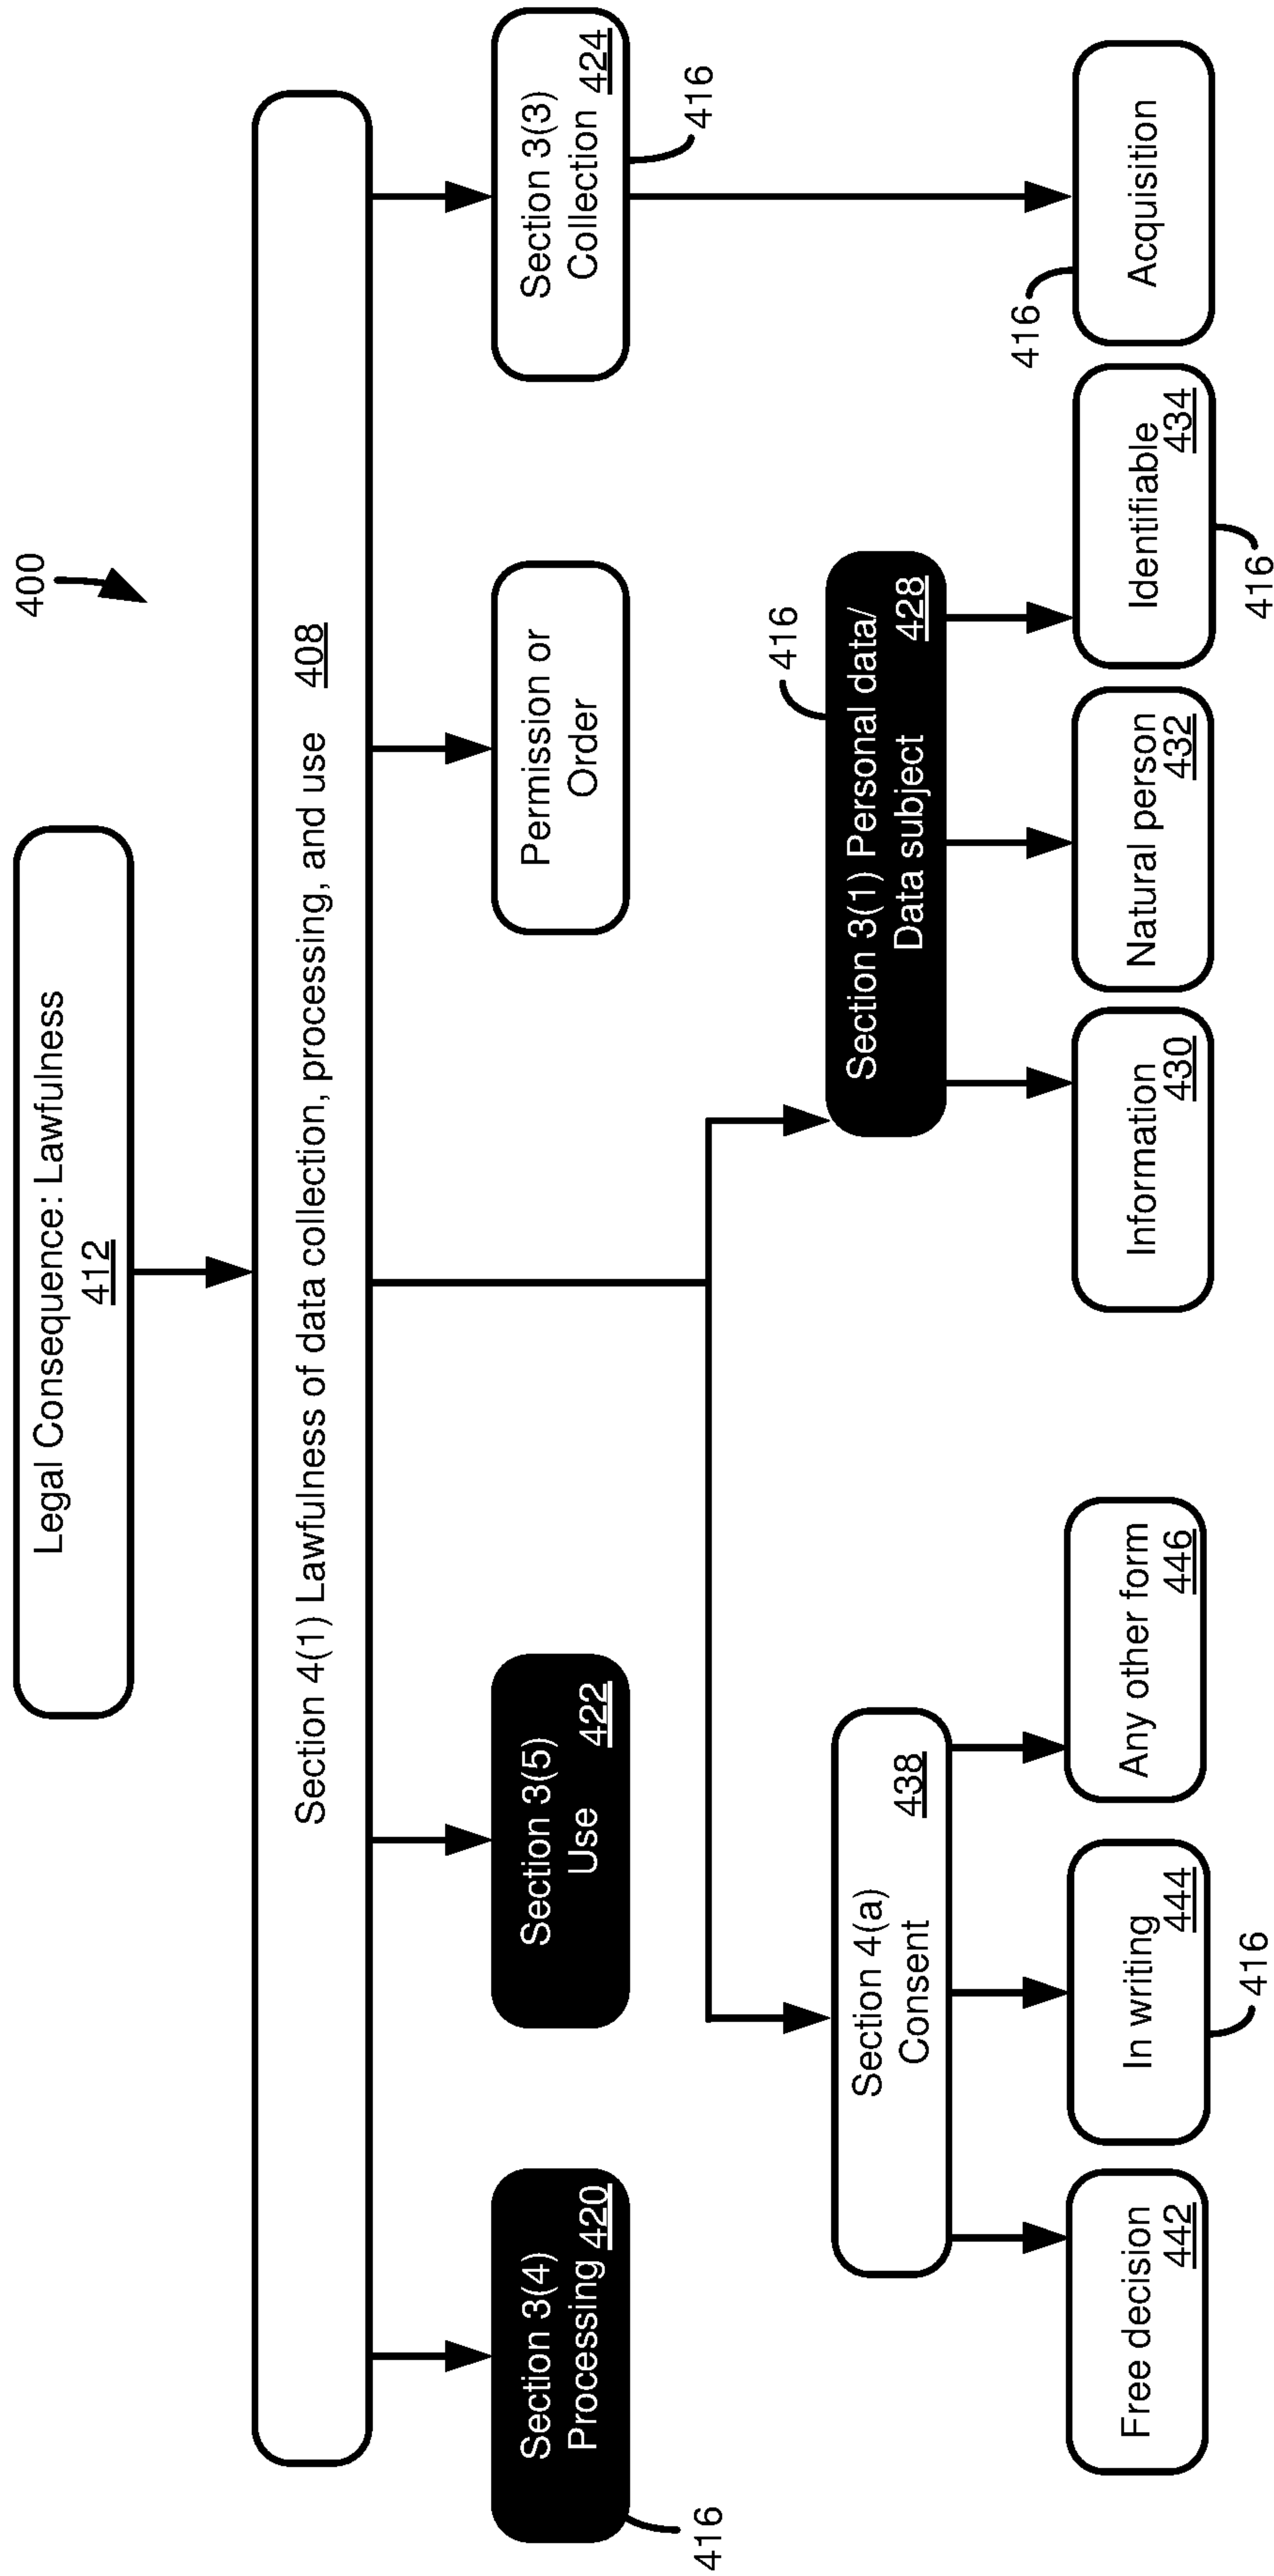 400
Legal Consequence: Lawfulness
412
Section 4(1) Lawfulness of data collection, processing, and use 408
Section 3(4)
Processing 420
416
Section 3(5)
Use 422
Permission or
Order
Section 3(3)
Collection 424
416
Section 4(a)
Consent 438
416
Section 3(1) Personal data/
Data subject 428
Free decision
442
In writing
444
416
Any other form
446
Information
430
Natural person
432
Identifiable
434
416
416
Acquisition